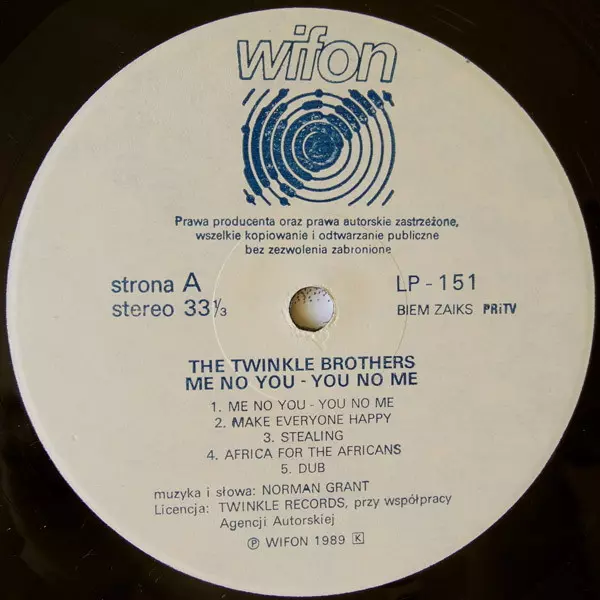 wifon
Prawa producenta oraz prawa autorskie zastrzeżone,
wszelkie kopiowanie i odtwarzanie publiczne
bez zezwolenia zabronione
strona A
LP - 151
stereo 33 1/3
BIEM ZAIKS PRiTV
THE TWINKLE BROTHERS
ME NO YOU - YOU NO ME
1. ME NO YOU - YOU NO ME
2. MAKE EVERYONE HAPPY
3. STEALING
4. AFRICA FOR THE AFRICANS
5. DUB
muzyka i słowa: NORMAN GRANT
Licencja: TWINKLE RECORDS, przy współpracy
Agencji Autorskiej
℗ WIFON 1989 K